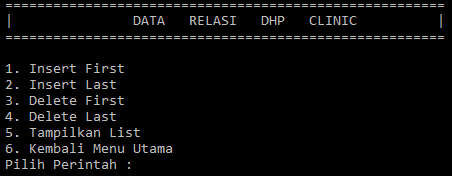 =======================================================
|               DATA   RELASI   DHP   CLINIC          |
=======================================================
1. Insert First
2. Insert Last
3. Delete First
4. Delete Last
5. Tampilkan List
6. Kembali Menu Utama
Pilih Perintah :